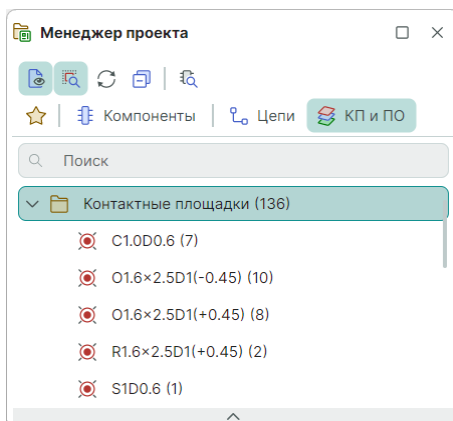 Менеджер проекта
Компоненты Цепи КП и ПО
Поиск
Контактные площадки (136)
C1.0D0.6 (7)
O1.6×2.5D1(-0.45) (10)
O1.6×2.5D1(+0.45) (8)
R1.6×2.5D1(+0.45) (2)
S1D0.6 (1)